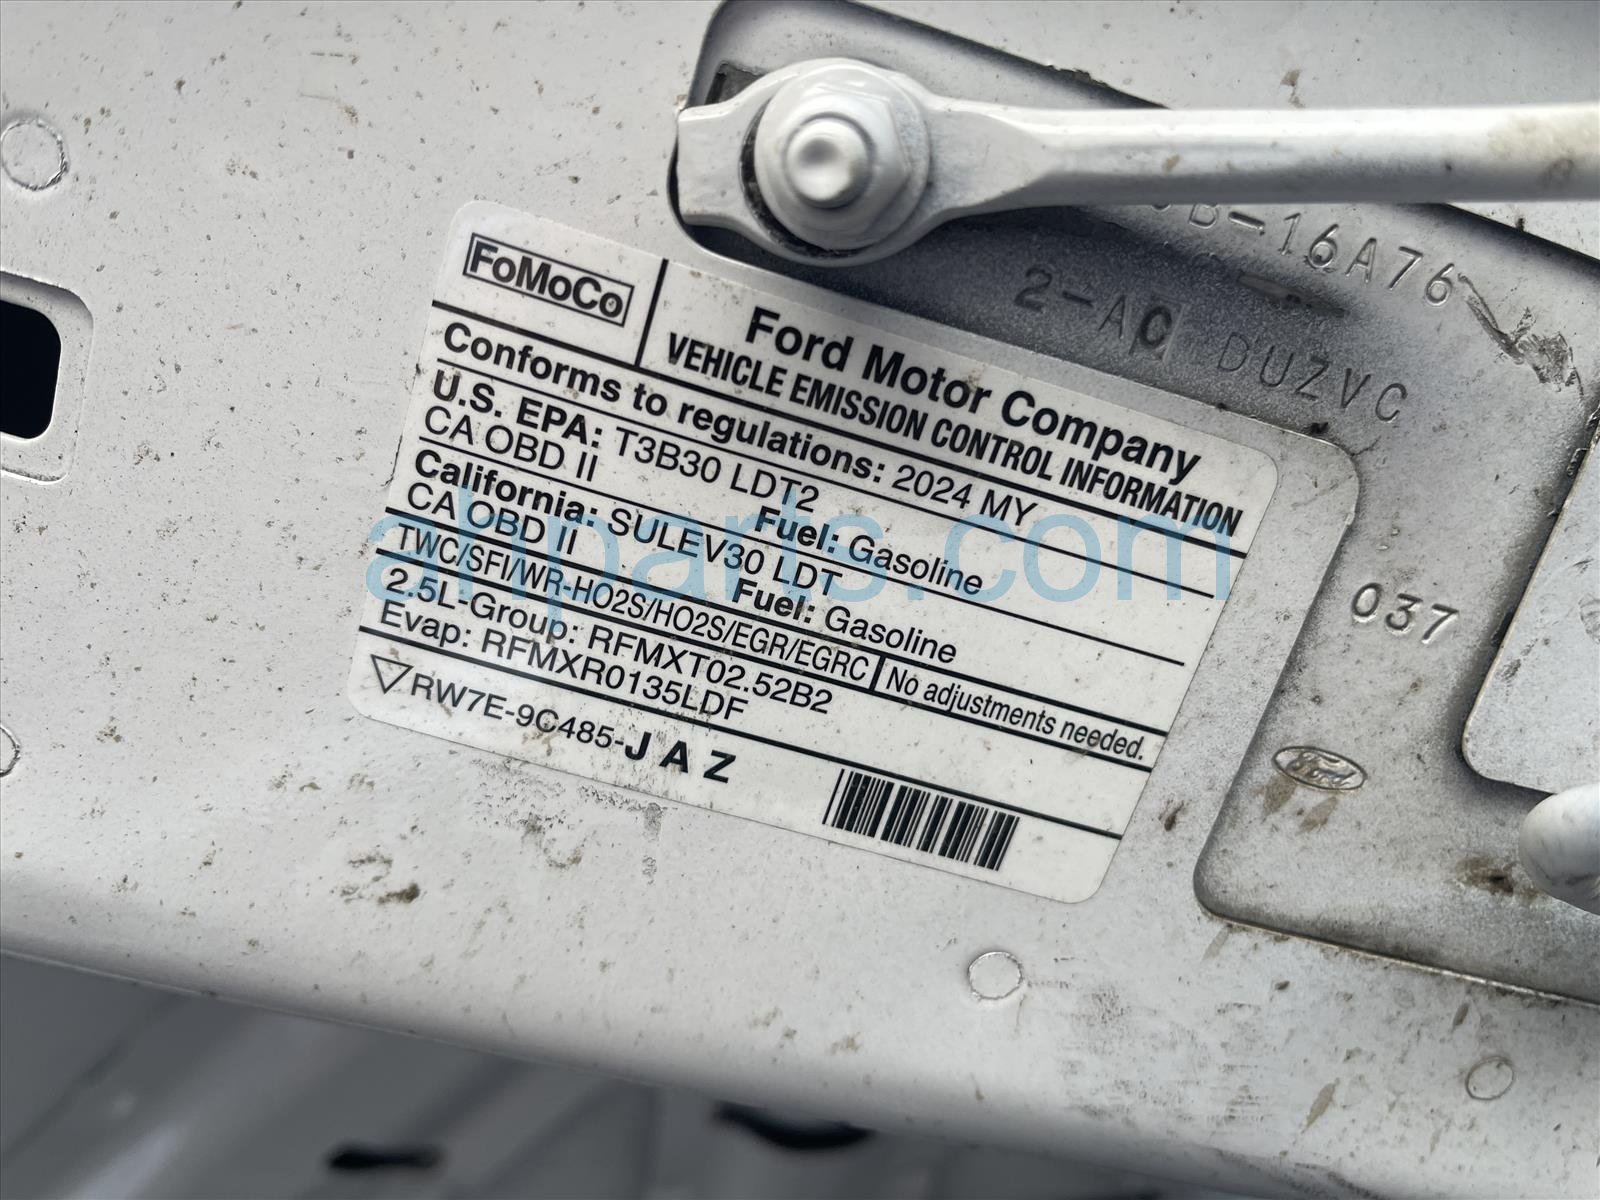 FoMoCo
Ford Motor Company
VEHICLE EMISSION CONTROL INFORMATION
Conforms to regulations: 2024 MY
U.S. EPA: T3B30 LDT2
CA OBD II Fuel: Gasoline
California: SULEV30 LDT
CA OBD II Fuel: Gasoline
TWC/SFI/WR-HO2S/HO2S/EGR/EGRC No adjustments needed.
2.5L-Group: RFMXT02.52B2
Evap: RFMXR0135LDF
RW7E-9C485-J A Z
B-16A76
2-AC DUZVC
037
Ford
ahparts.com